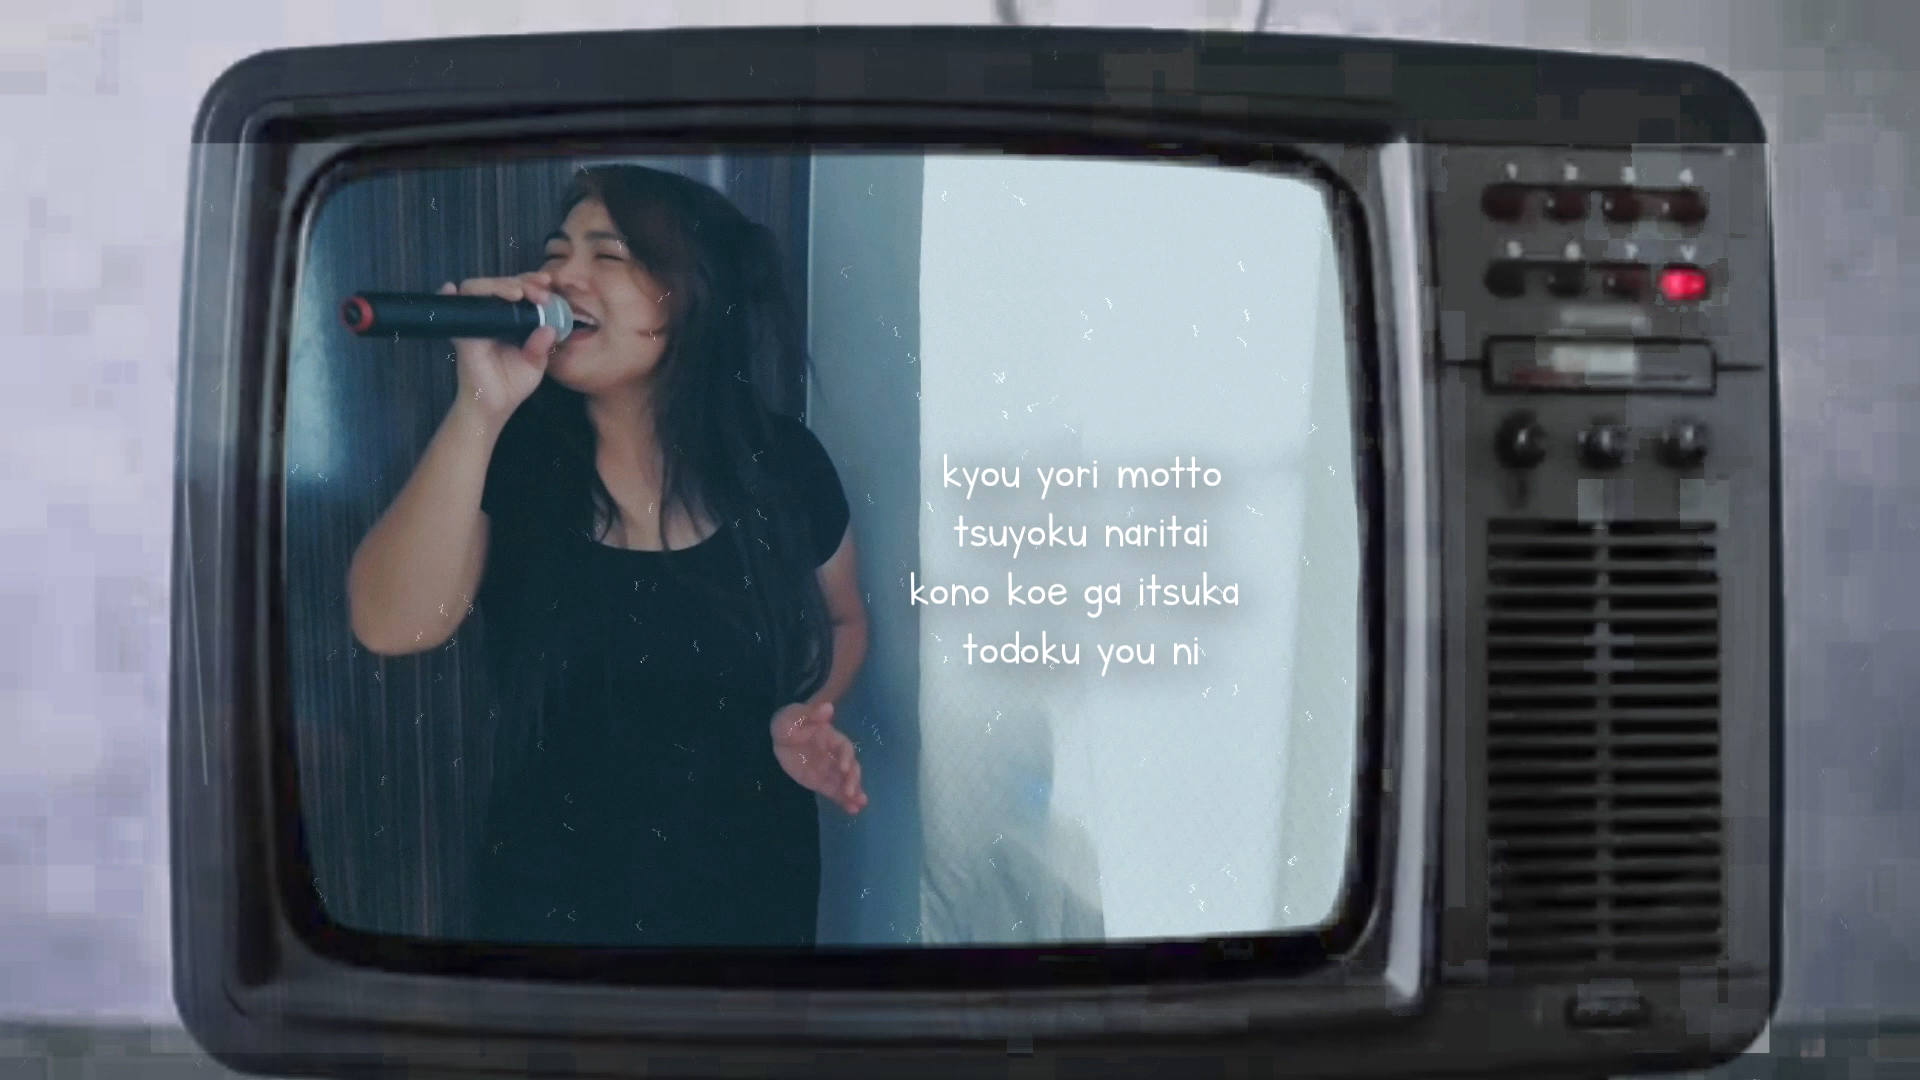 kyou yori motto
tsuyoku naritai
kono koe ga itsuka
todoku you ni